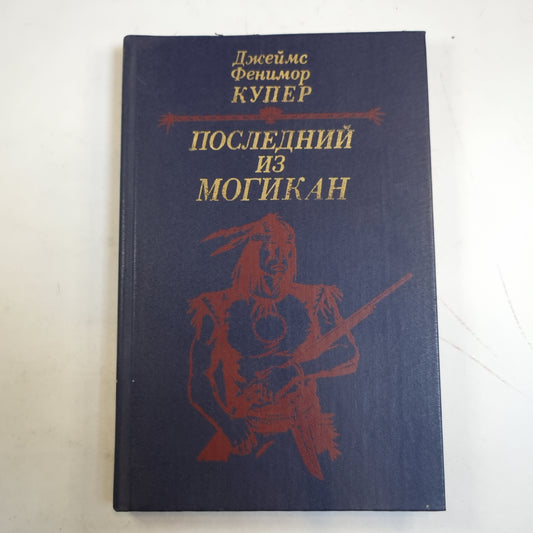 Джеймс
Фенимор
КУПЕР
ПОСЛЕДНИЙ
ИЗ
МОГИКАН